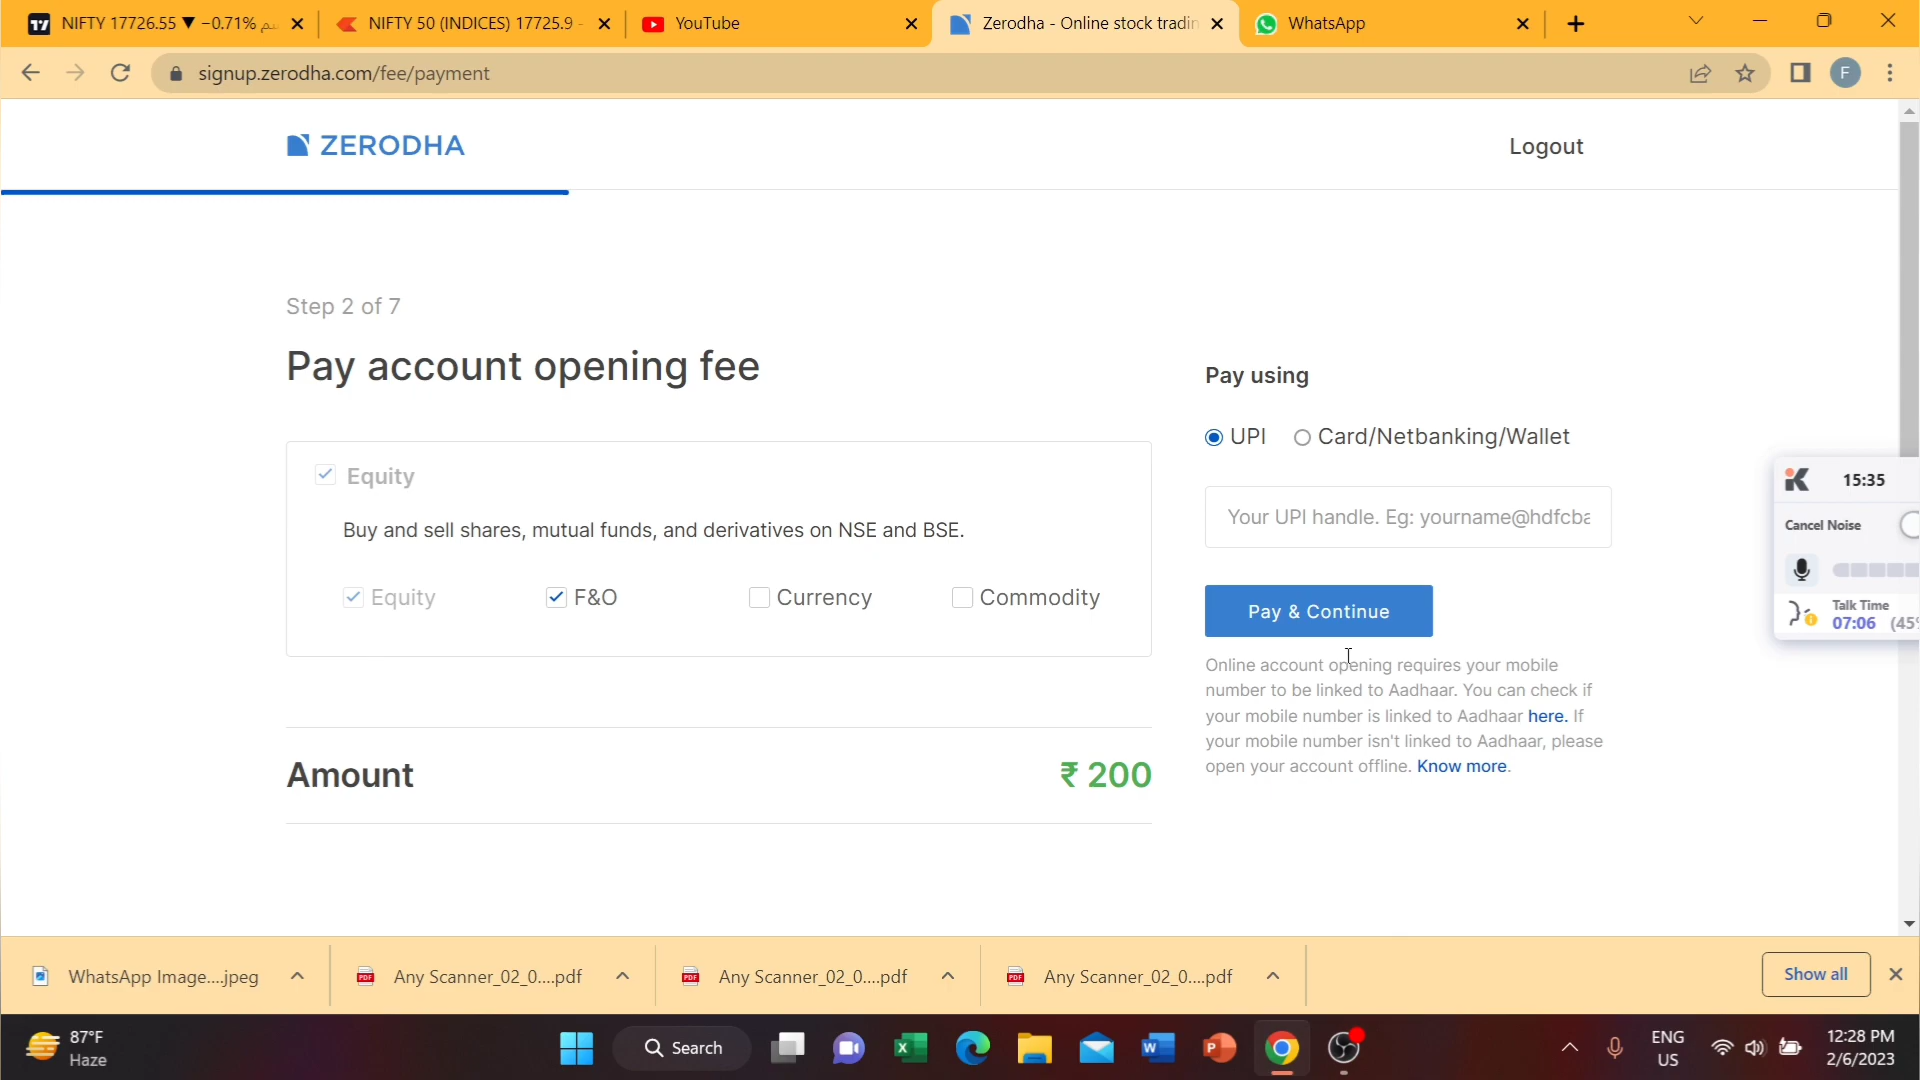 NIFTY 17726.55 ▼ −0.71%
NIFTY 50 (INDICES) 17725.9 -
YouTube
Zerodha - Online stock tradin
WhatsApp
signup.zerodha.com/fee/payment
F
ZERODHA
Logout
Step 2 of 7
Pay account opening fee
Equity
Buy and sell shares, mutual funds, and derivatives on NSE and BSE.
Equity F&O Currency Commodity
Amount ₹ 200
Pay using
UPI Card/Netbanking/Wallet
Your UPI handle. Eg: yourname@hdfcba
Pay & Continue
Online account opening requires your mobile
number to be linked to Aadhaar. You can check if
your mobile number is linked to Aadhaar here. If
your mobile number isn't linked to Aadhaar, please
open your account offline. Know more.
15:35
Cancel Noise
Talk Time
07:06 (45%
WhatsApp Image....jpeg
Any Scanner_02_0....pdf
Any Scanner_02_0....pdf
Any Scanner_02_0....pdf
Show all
87°F
Haze
Search
ENG
US
12:28 PM
2/6/2023